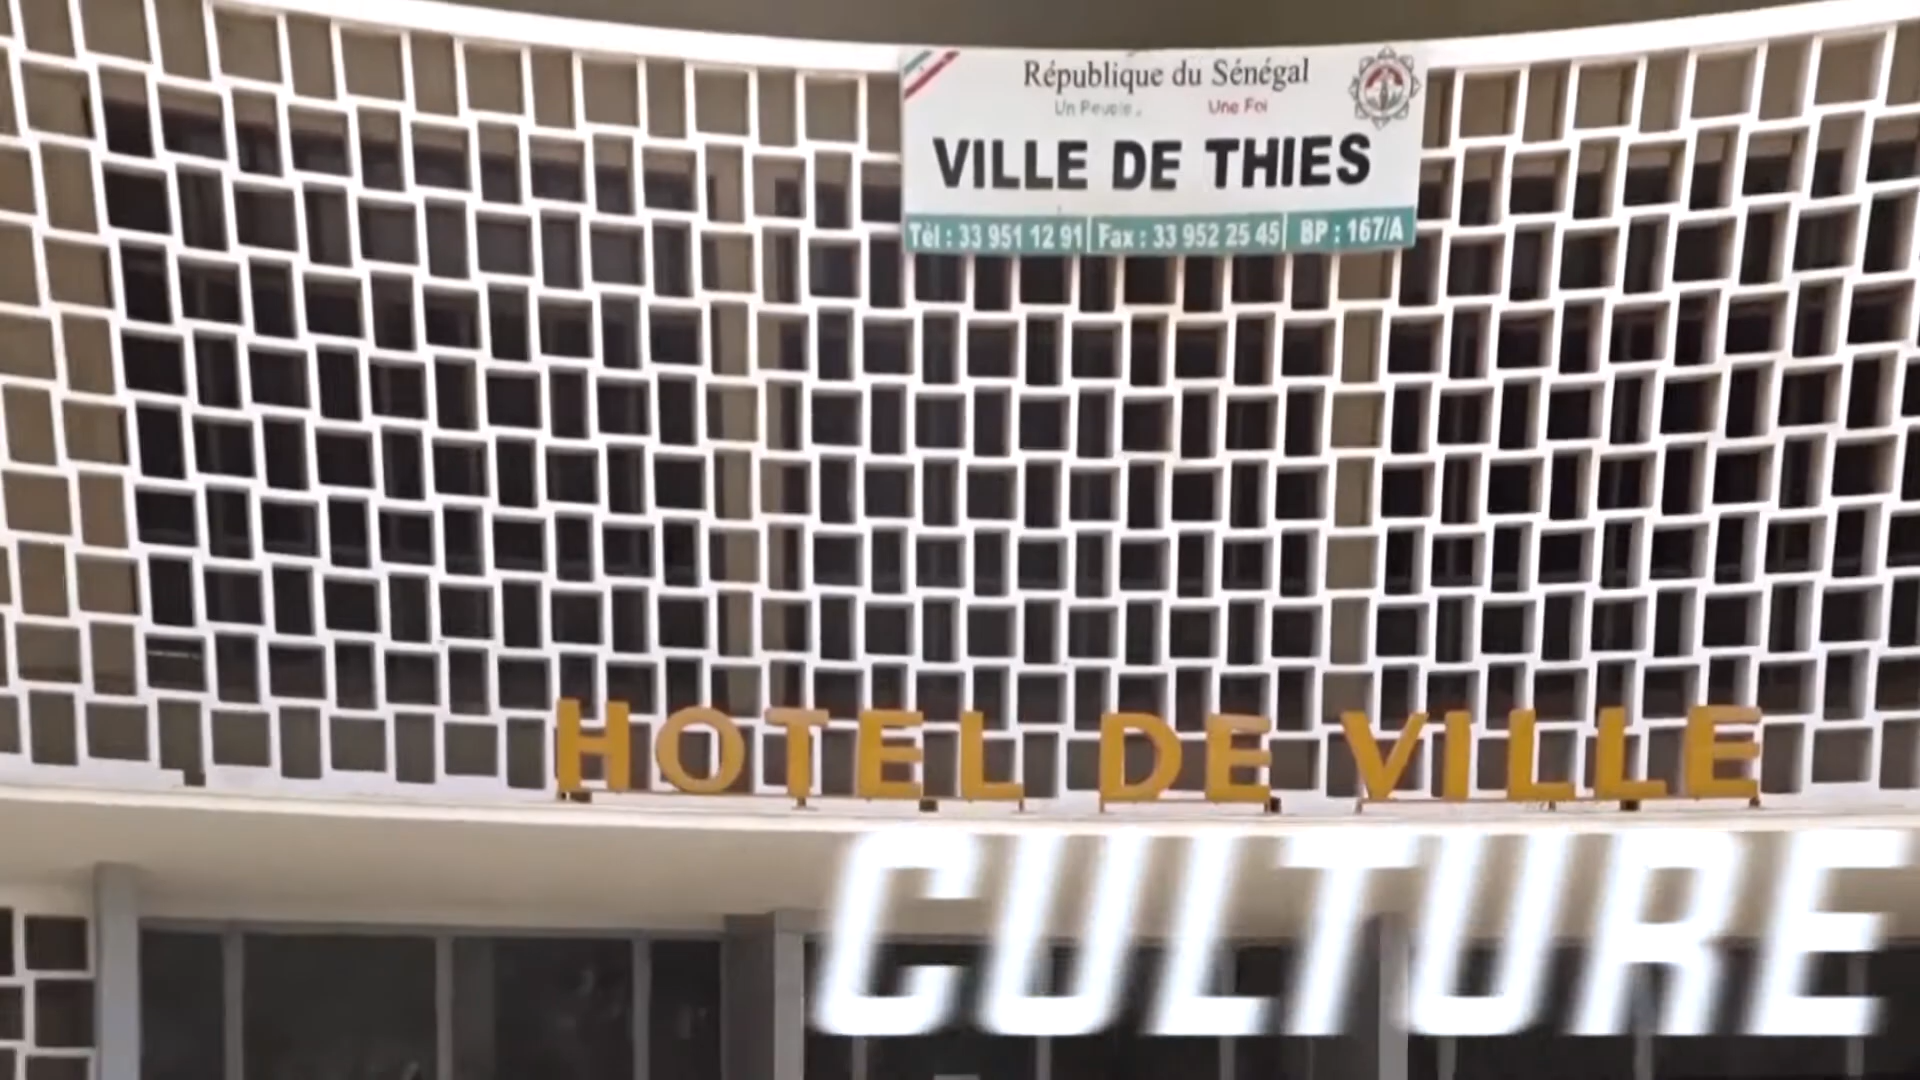 République du Sénégal
Un Peuple, Une Foi
VILLE DE THIES
Tèl : 33 951 12 91 Fax : 33 952 25 45 BP : 167/A
HOTEL DE VILLE
CULTURE